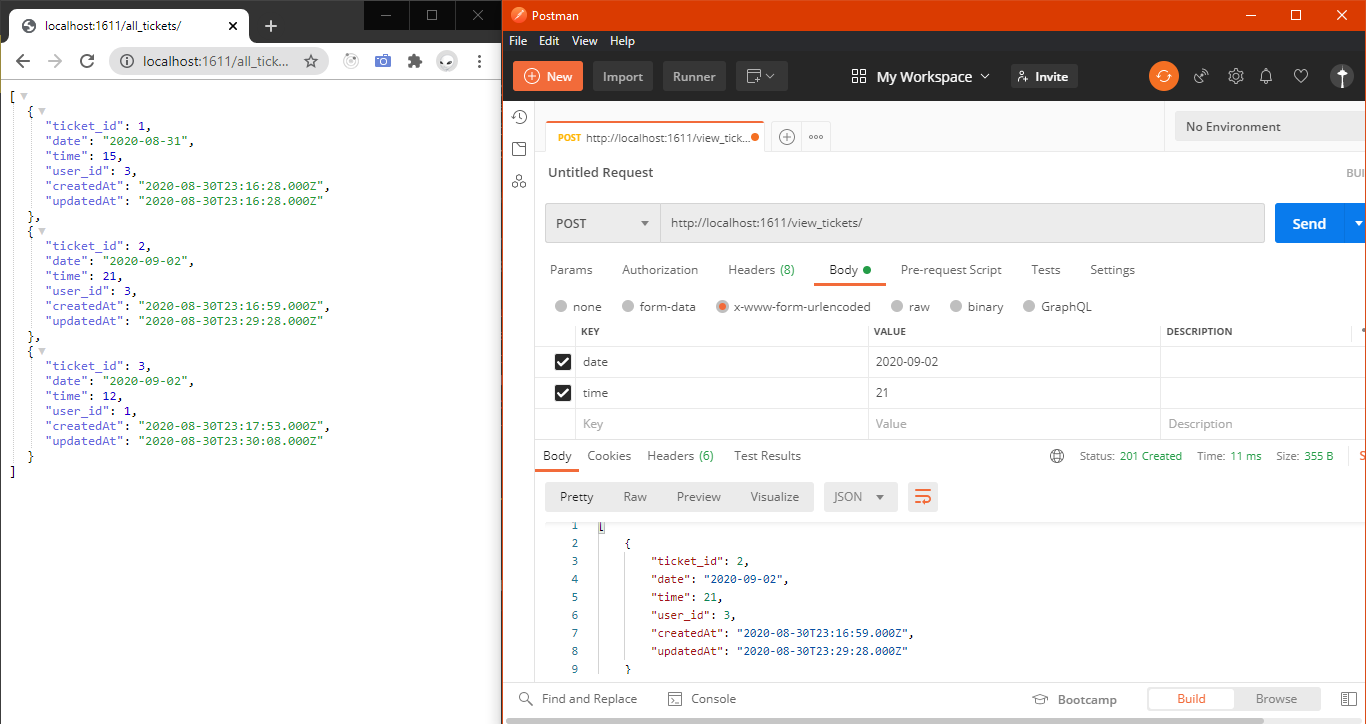 localhost:1611/all_tickets/
localhost:1611/all_tick...
[
{
"ticket_id": 1,
"date": "2020-08-31",
"time": 15,
"user_id": 3,
"createdAt": "2020-08-30T23:16:28.000Z",
"updatedAt": "2020-08-30T23:16:28.000Z"
},
{
"ticket_id": 2,
"date": "2020-09-02",
"time": 21,
"user_id": 3,
"createdAt": "2020-08-30T23:16:59.000Z",
"updatedAt": "2020-08-30T23:29:28.000Z"
},
{
"ticket_id": 3,
"date": "2020-09-02",
"time": 12,
"user_id": 1,
"createdAt": "2020-08-30T23:17:53.000Z",
"updatedAt": "2020-08-30T23:30:08.000Z"
}
]
Postman
File Edit View Help
New Import Runner My Workspace Invite
POST http://localhost:1611/view_tick...
No Environment
Untitled Request BUI
POST http://localhost:1611/view_tickets/ Send
Params Authorization Headers (8) Body Pre-request Script Tests Settings
none form-data x-www-form-urlencoded raw binary GraphQL
KEY VALUE DESCRIPTION
date 2020-09-02
time 21
Key Value Description
Body Cookies Headers (6) Test Results Status: 201 Created Time: 11 ms Size: 355 B S
Pretty Raw Preview Visualize JSON
1 [
2 {
3 "ticket_id": 2,
4 "date": "2020-09-02",
5 "time": 21,
6 "user_id": 3,
7 "createdAt": "2020-08-30T23:16:59.000Z",
8 "updatedAt": "2020-08-30T23:29:28.000Z"
9 }
Find and Replace Console Bootcamp Build Browse